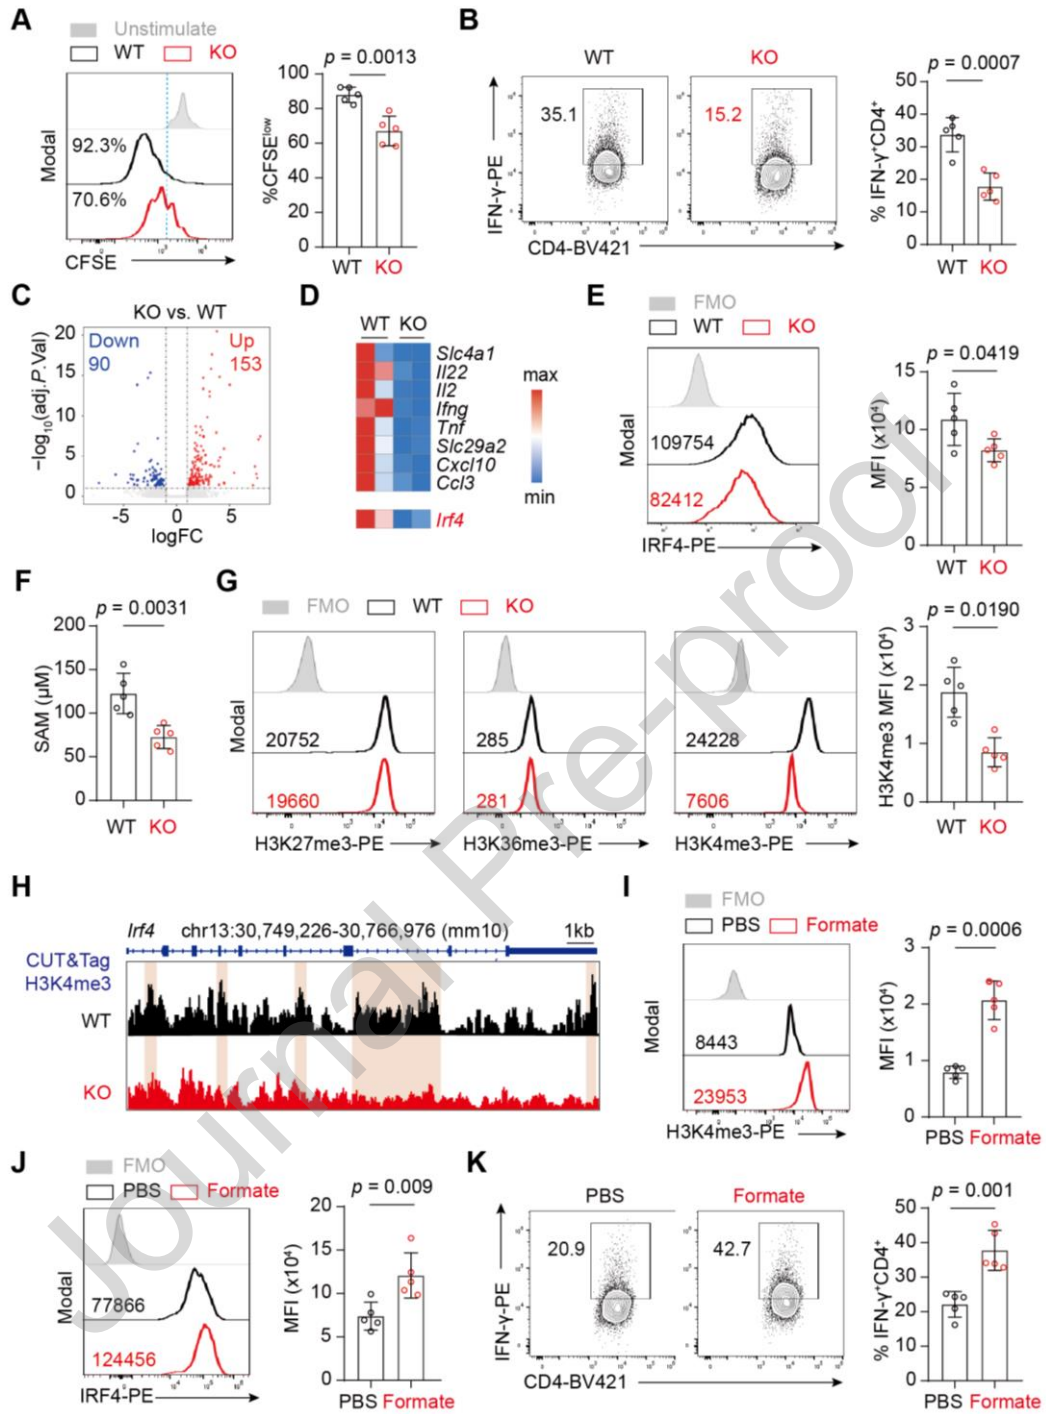 A
Unstimulate
WT KO
Modal
92.3%
70.6%
CFSE
p = 0.0013
%CFSElow
100
80
60
40
20
0
WT KO
B
WT KO
IFN-γ-PE
35.1
15.2
CD4-BV421
p = 0.0007
% IFN-γ+CD4+
50
40
30
20
10
0
WT KO
C
KO vs. WT
Down
90
Up
153
−log10(adj.P.Val)
20
15
10
5
1
0
-5 0 5
logFC
D
WT KO
Slc4a1
Il22
Il2
Ifng
Tnf
Slc29a2
Cxcl10
Ccl3
Irf4
max
min
E
FMO
WT KO
Modal
109754
82412
IRF4-PE
p = 0.0419
MFI (x10⁴)
15
10
5
0
WT KO
F
p = 0.0031
SAM (μM)
200
150
100
50
0
WT KO
G
FMO WT KO
Modal
20752
19660
H3K27me3-PE
285
281
H3K36me3-PE
24228
7606
H3K4me3-PE
p = 0.0190
H3K4me3 MFI (x10⁴)
3
2
1
0
WT KO
H
Irf4 chr13:30,749,226-30,766,976 (mm10) 1kb
CUT&Tag
H3K4me3
WT
KO
I
FMO
PBS Formate
Modal
8443
23953
H3K4me3-PE
p = 0.0006
MFI (x10⁴)
3
2
1
0
PBS Formate
J
FMO
PBS Formate
Modal
77866
124456
IRF4-PE
p = 0.009
MFI (x10⁴)
20
15
10
5
0
PBS Formate
K
PBS Formate
IFN-γ-PE
20.9
42.7
CD4-BV421
p = 0.001
% IFN-γ+CD4+
50
40
30
20
10
0
PBS Formate
Journal Pre-proof